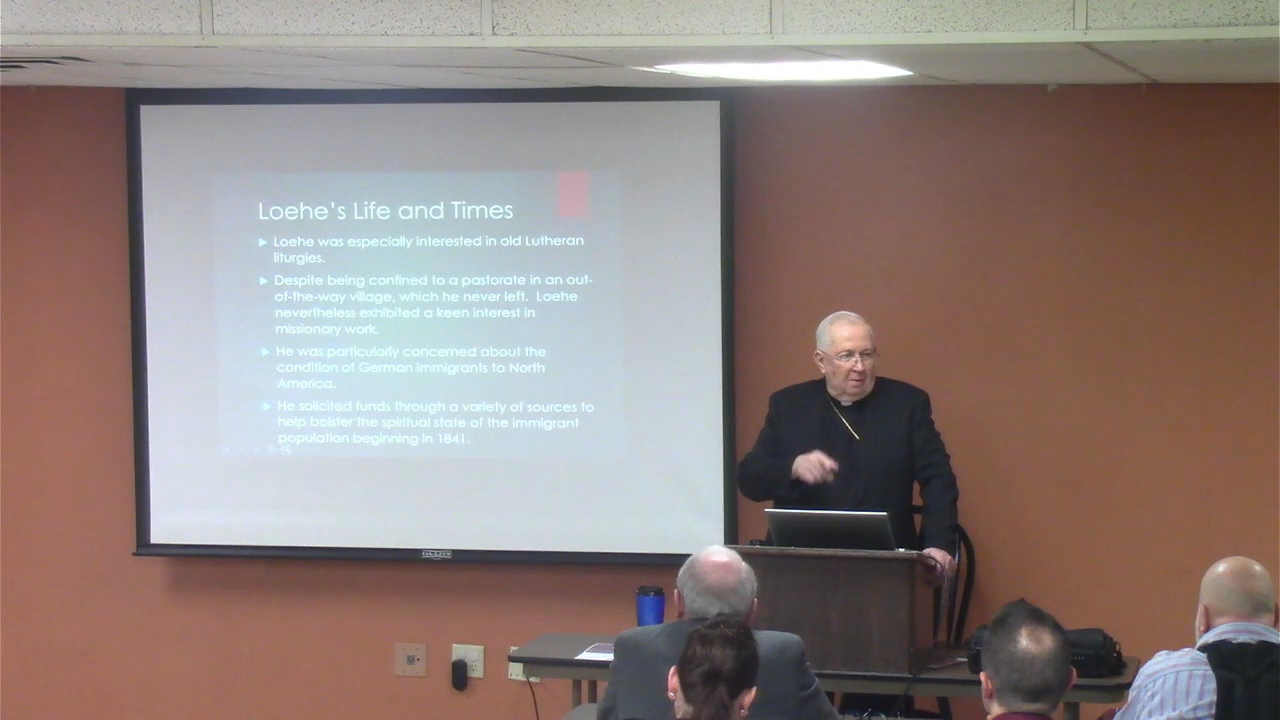 Loehe's Life and Times
Loehe was especially interested in old Lutheran
liturgies.
Despite being confined to a pastorate in an out-
of-the-way village, which he never left. Loehe
nevertheless exhibited a keen interest in
missionary work.
He was particularly concerned about the
condition of German immigrants to North
America.
He solicited funds through a variety of sources to
help bolster the spiritual state of the immigrant
population beginning in 1841.
DA-LITE